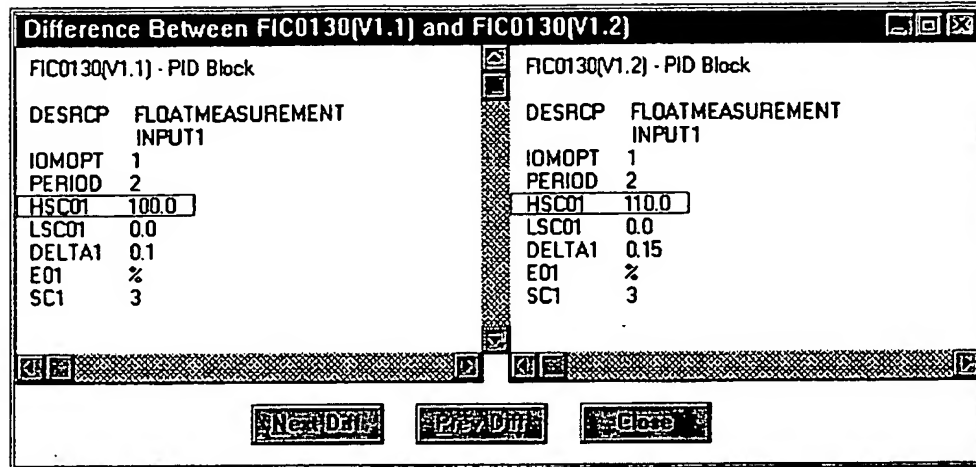 Difference Between FIC0130(V1.1) and FIC0130(V1.2)
FIC0130(V1.1) - PID Block
DESRCP FLOATMEASUREMENT
INPUT1
IOMOPT 1
PERIOD 2
HSC01 100.0
LSC01 0.0
DELTA1 0.1
E01 %
SC1 3
FIC0130(V1.2) - PID Block
DESRCP FLOATMEASUREMENT
INPUT1
IOMOPT 1
PERIOD 2
HSC01 110.0
LSC01 0.0
DELTA1 0.15
E01 %
SC1 3
Next Diff
Prev Diff
Close